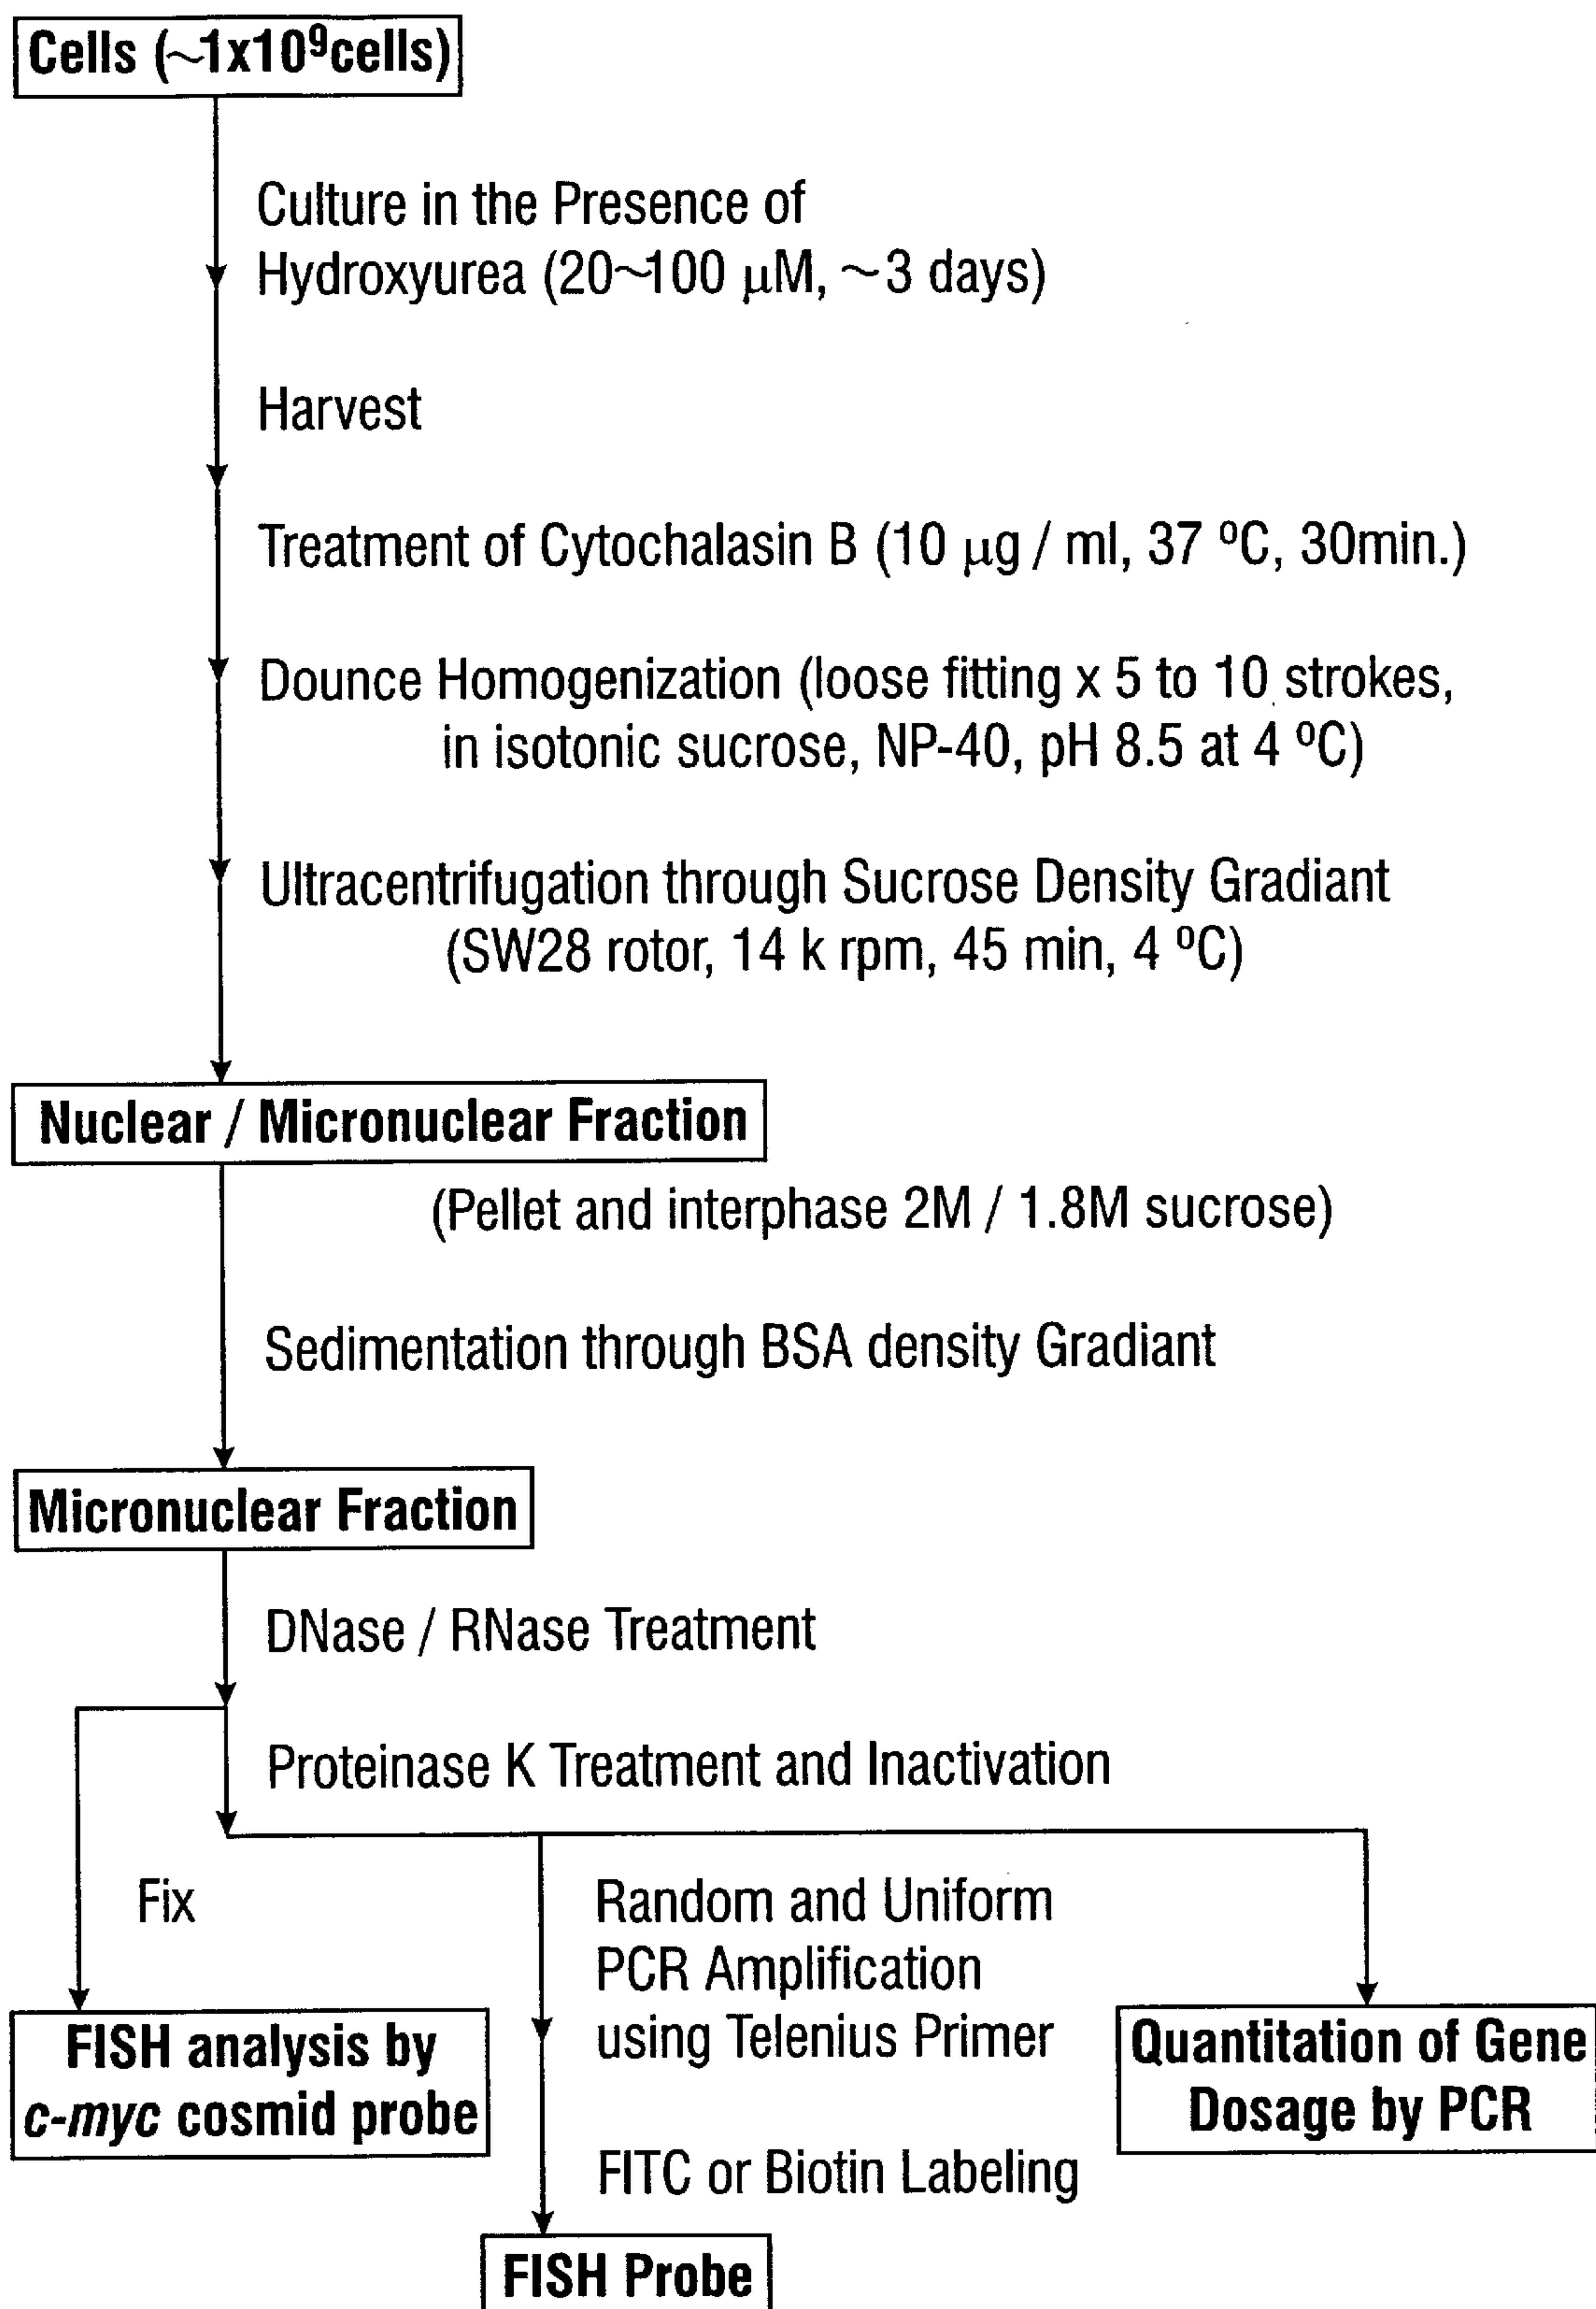 Cells (~1x10⁹cells)
Culture in the Presence of
Hydroxyurea (20~100 μM, ~3 days)
Harvest
Treatment of Cytochalasin B (10 μg / ml, 37 ºC, 30min.)
Dounce Homogenization (loose fitting x 5 to 10 strokes,
in isotonic sucrose, NP-40, pH 8.5 at 4 ºC)
Ultracentrifugation through Sucrose Density Gradiant
(SW28 rotor, 14 k rpm, 45 min, 4 ºC)
Nuclear / Micronuclear Fraction
(Pellet and interphase 2M / 1.8M sucrose)
Sedimentation through BSA density Gradiant
Micronuclear Fraction
DNase / RNase Treatment
Proteinase K Treatment and Inactivation
Fix
Random and Uniform
PCR Amplification
using Telenius Primer
FISH analysis by
c-myc cosmid probe
Quantitation of Gene
Dosage by PCR
FITC or Biotin Labeling
FISH Probe